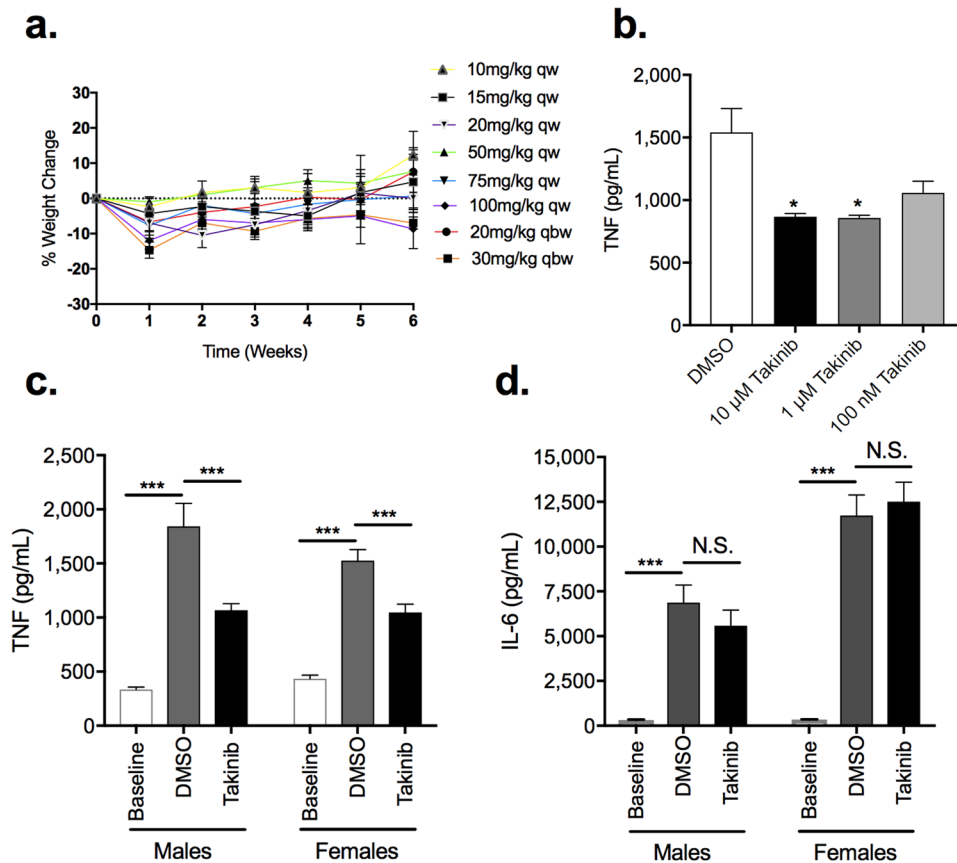 a.
% Weight Change
30
20
10
0
-10
-20
-30
0 1 2 3 4 5 6
Time (Weeks)
10mg/kg qw
15mg/kg qw
20mg/kg qw
50mg/kg qw
75mg/kg qw
100mg/kg qw
20mg/kg qbw
30mg/kg qbw
b.
TNF (pg/mL)
2,000
1,500
1,000
500
0
* *
DMSO
10 µM Takinib
1 µM Takinib
100 nM Takinib
c.
TNF (pg/mL)
2,500
2,000
1,500
1,000
500
0
*** ***
*** ***
Baseline
DMSO
Takinib
Baseline
DMSO
Takinib
Males
Females
d.
IL-6 (pg/mL)
15,000
12,500
10,000
7,500
5,000
2,500
0
*** N.S.
*** N.S.
Baseline
DMSO
Takinib
Baseline
DMSO
Takinib
Males
Females